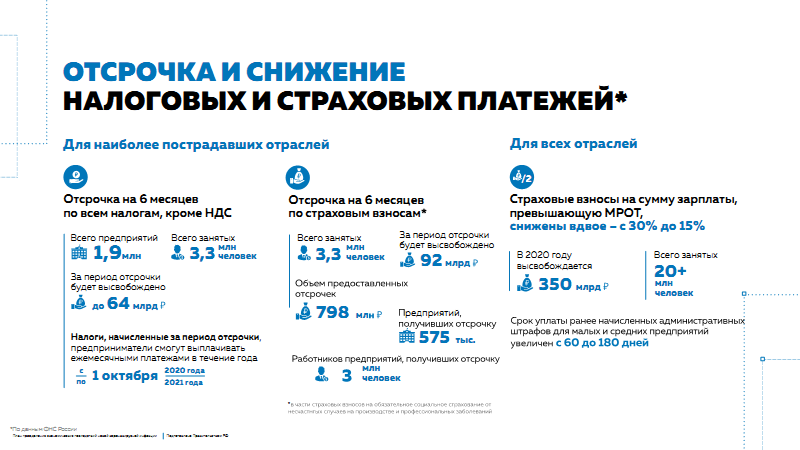 ОТСРОЧКА И СНИЖЕНИЕ
НАЛОГОВЫХ И СТРАХОВЫХ ПЛАТЕЖЕЙ*
Для наиболее пострадавших отраслей
Отсрочка на 6 месяцев
по всем налогам, кроме НДС
Всего предприятий
1,9 млн
Всего занятых
3,3 млн
человек
За период отсрочки
будет высвобождено
до 64 млрд ₽
Налоги, начисленные за период отсрочки,
предприниматели смогут выплачивать
ежемесячными платежами в течение года
с
по
1 октября
2020 года
2021 года
Отсрочка на 6 месяцев
по страховым взносам*
Всего занятых
3,3 млн
человек
За период отсрочки
будет высвобождено
92 млрд ₽
Объем предоставленных
отсрочек
798 млн ₽
Предприятий,
получивших отсрочку
575 тыс.
Работников предприятий, получивших отсрочку
3 млн
человек
*в части страховых взносов на обязательное социальное страхование от
несчастных случаев на производстве и профессиональных заболеваний
Для всех отраслей
/2
Страховые взносы на сумму зарплаты,
превышающую МРОТ,
снижены вдвое – с 30% до 15%
В 2020 году
высвобождается
350 млрд ₽
Всего занятых
20+
млн
человек
Срок уплаты ранее начисленных административных
штрафов для малых и средних предприятий
увеличен с 60 до 180 дней
*По данным ФНС России